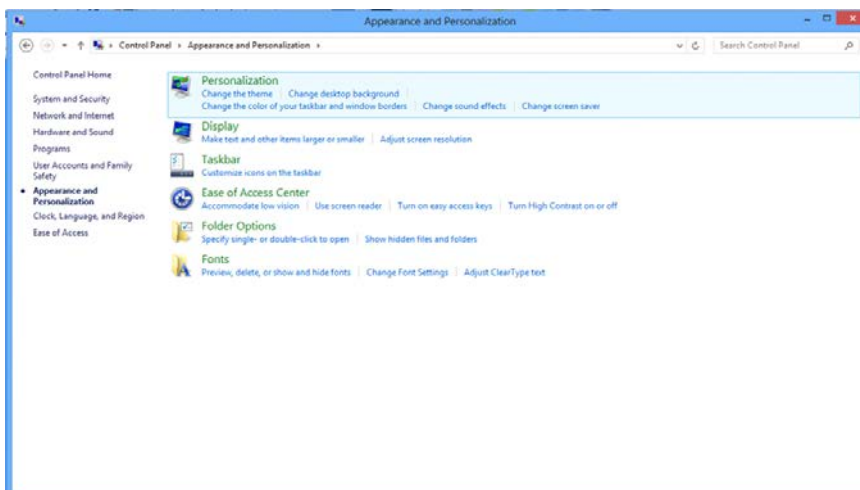 Appearance and Personalization
Control Panel Appearance and Personalization
Search Control Panel
Control Panel Home
System and Security
Network and Internet
Hardware and Sound
Programs
User Accounts and Family
Safety
Appearance and
Personalization
Clock, Language, and Region
Ease of Access
Personalization
Change the theme Change desktop background
Change the color of your taskbar and window borders Change sound effects Change screen saver
Display
Make text and other items larger or smaller Adjust screen resolution
Taskbar
Customize icons on the taskbar
Ease of Access Center
Accommodate low vision Use screen reader Turn on easy access keys Turn High Contrast on or off
Folder Options
Specify single- or double-click to open Show hidden files and folders
Fonts
Preview, delete, or show and hide fonts Change Font Settings Adjust ClearType text